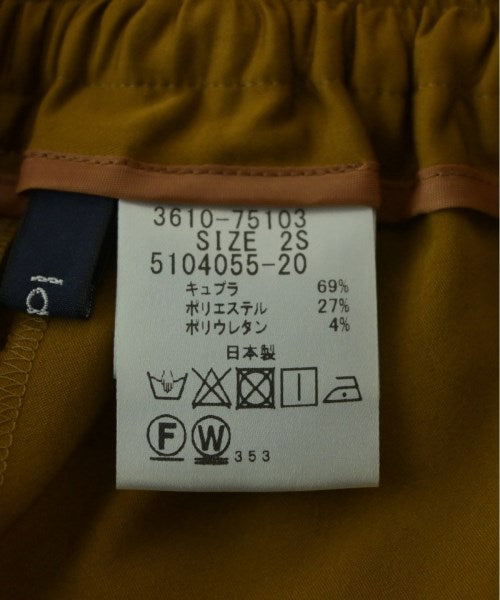 3610-75103
SIZE 2S
5104055-20
キュプラ 69%
ポリエステル 27%
ポリウレタン 4%
日本製
F W 353